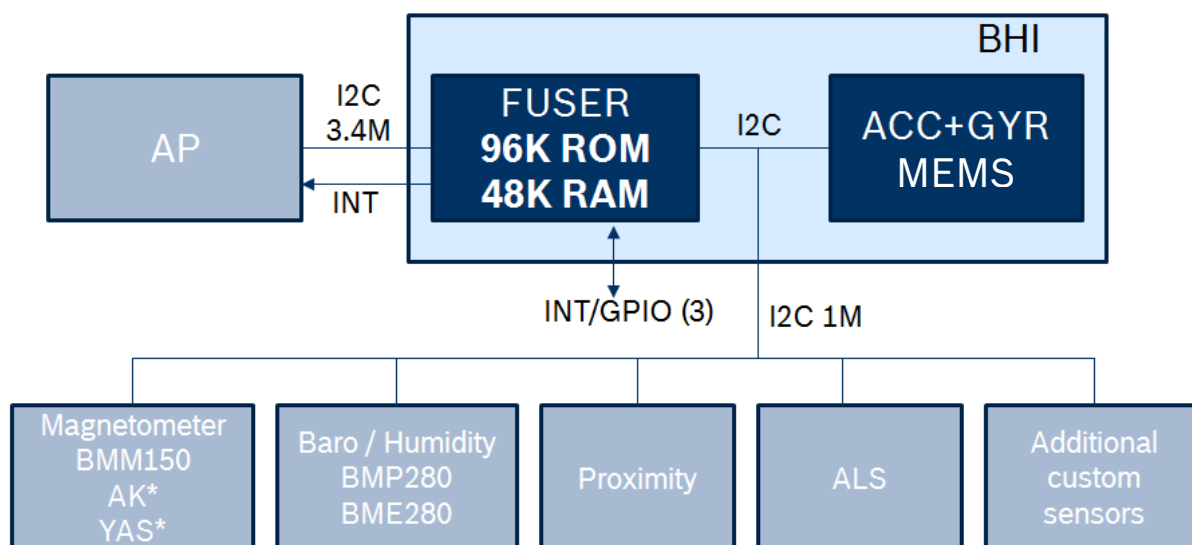 BHI
AP
I2C
3.4M
INT
FUSER
96K ROM
48K RAM
I2C
ACC+GYR
MEMS
INT/GPIO (3)
I2C 1M
Magnetometer
BMM150
AK*
YAS*
Baro / Humidity
BMP280
BME280
Proximity
ALS
Additional
custom
sensors